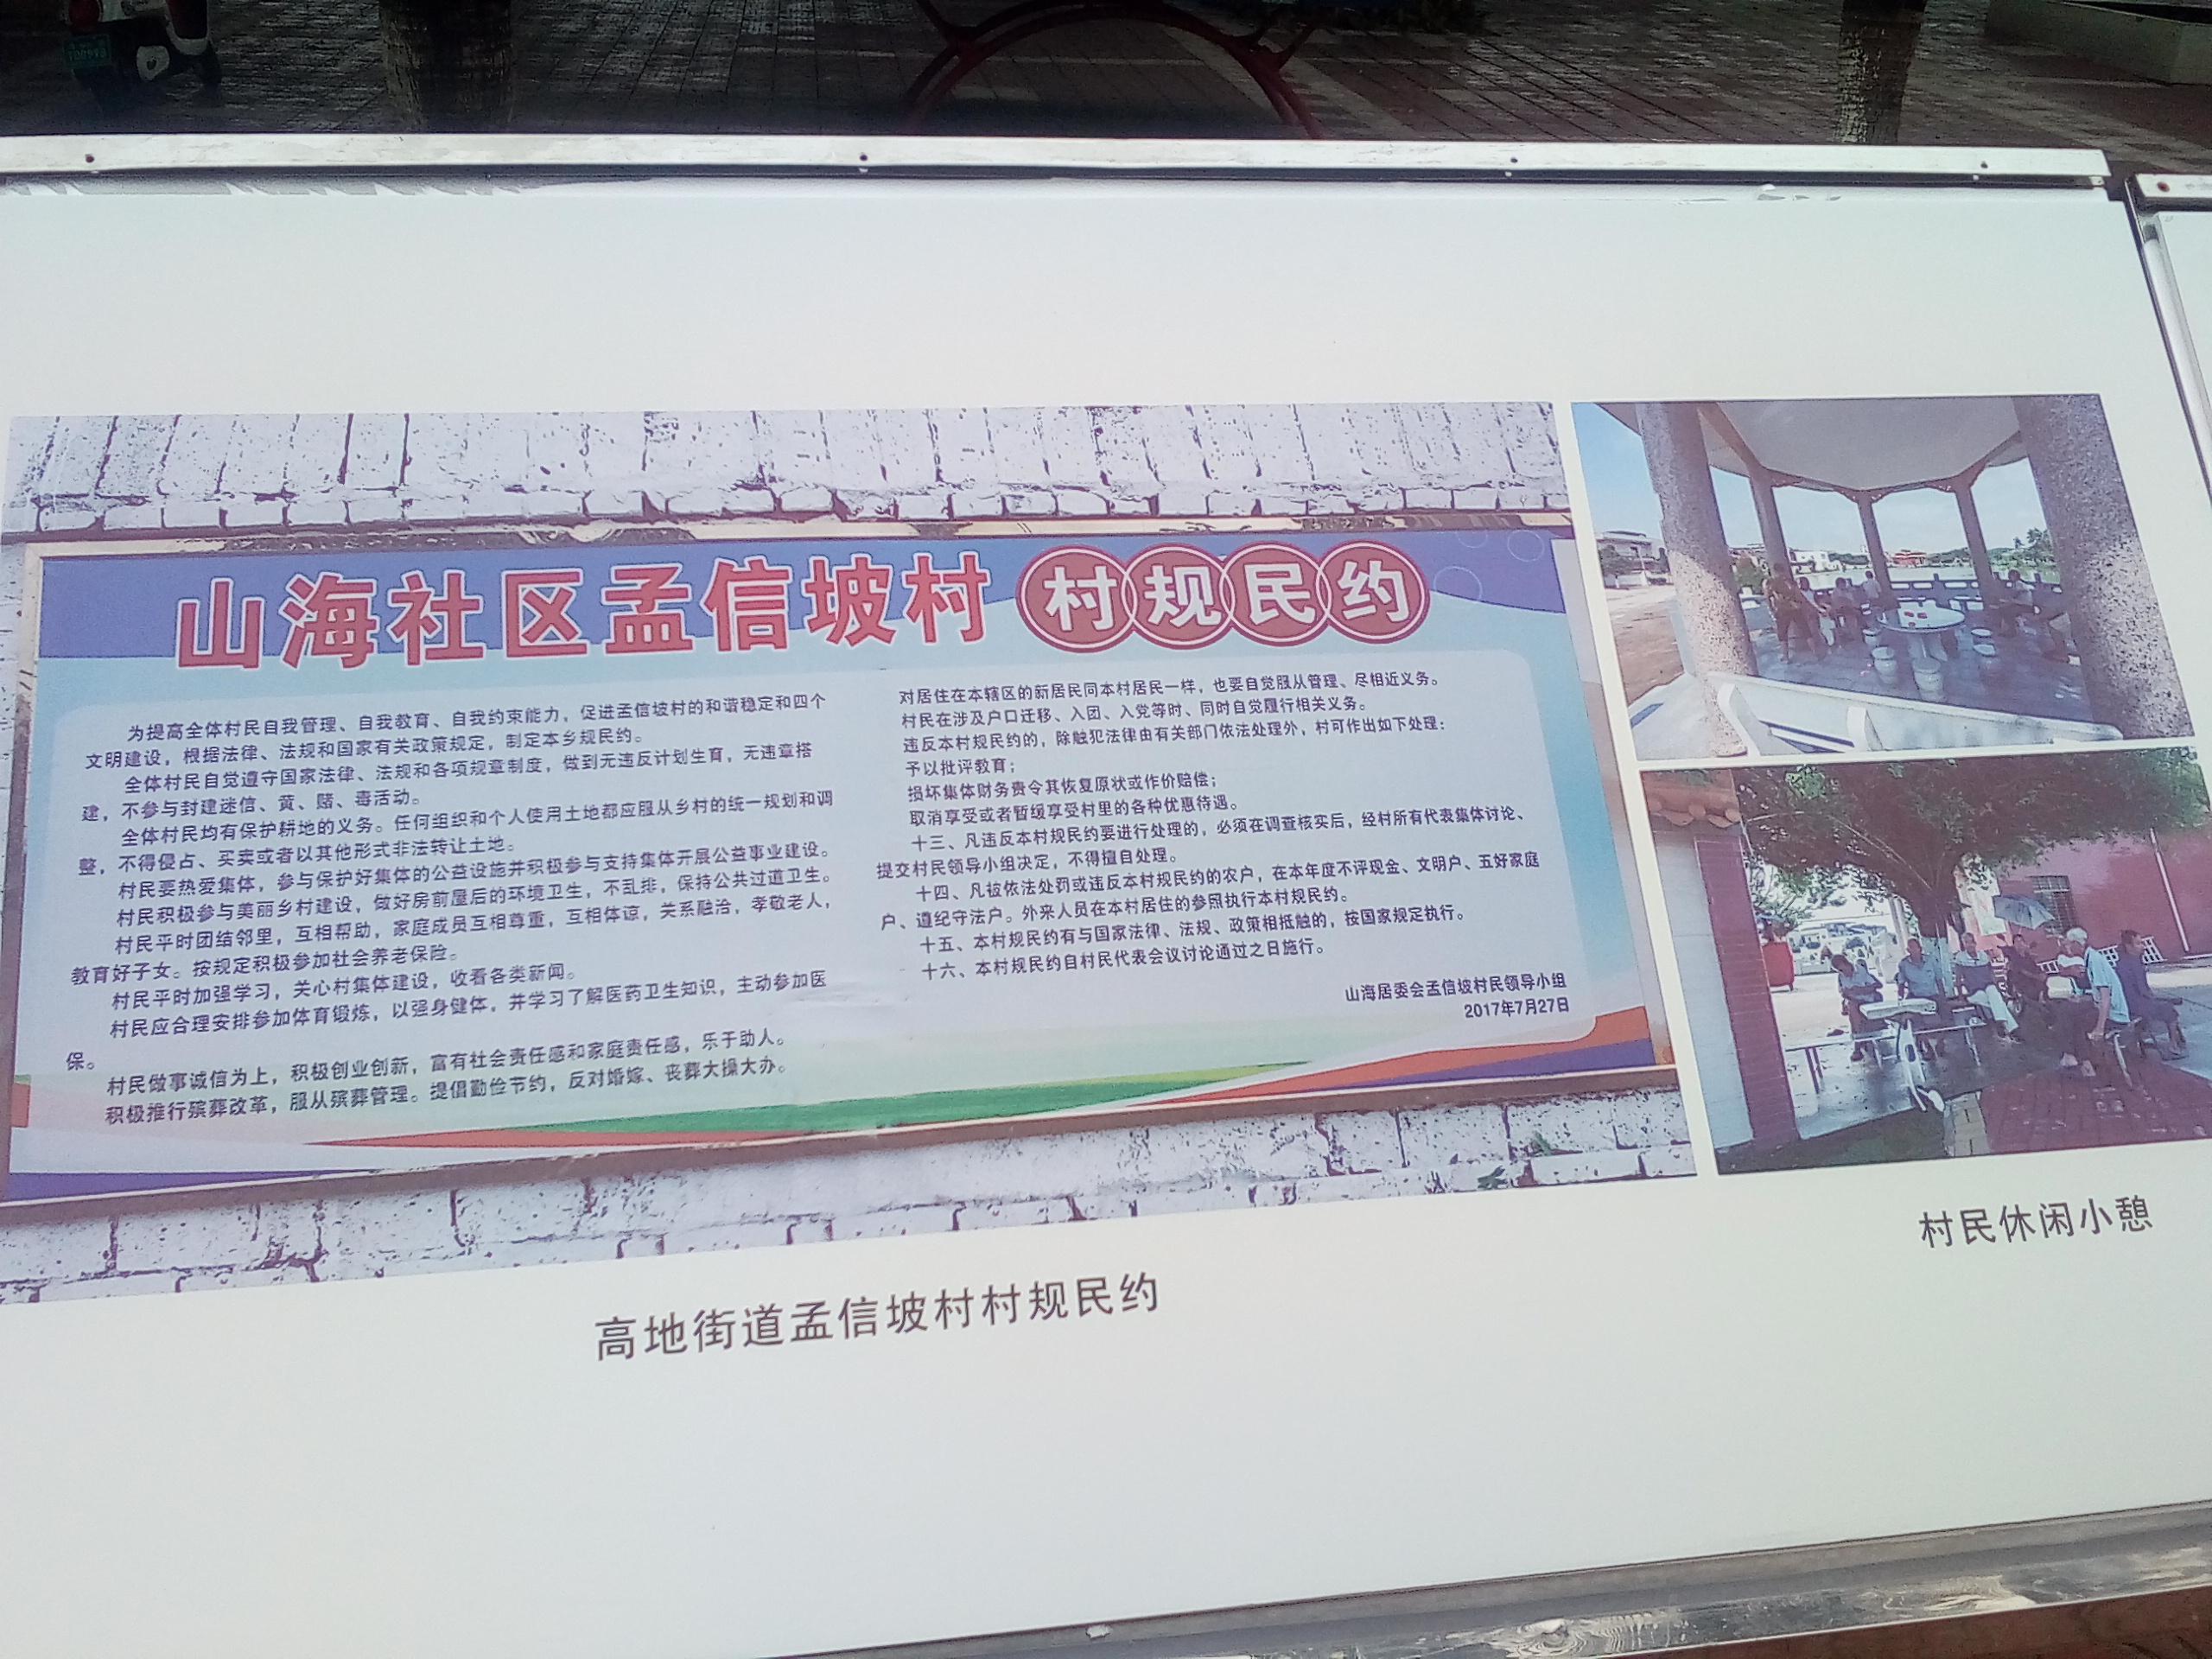 山海社区孟信坡村 村规民约
为提高全体村民自我管理、自我教育、自我约束能力，促进孟信坡村的和谐稳定和四个
文明建设，根据法律、法规和国家有关政策规定，制定本乡规民约。
全体村民自觉遵守国家法律、法规和各项规章制度，做到无违反计划生育，无违章搭
建，不参与封建迷信、黄、赌、毒活动。
全体村民均有保护耕地的义务。任何组织和个人使用土地都应服从乡村的统一规划和调
整，不得侵占、买卖或者以其他形式非法转让土地。
村民要热爱集体，参与保护好集体的公益设施并积极参与支持集体开展公益事业建设。
村民积极参与美丽乡村建设，做好房前屋后的环境卫生，不乱排，保持公共过道卫生。
村民平时团结邻里，互相帮助，家庭成员互相尊重，互相体谅，关系融洽，孝敬老人，
教育好子女。按规定积极参加社会养老保险。
村民平时加强学习，关心村集体建设，收看各类新闻。
村民应合理安排参加体育锻炼，以强身健体，并学习了解医药卫生知识，主动参加医
保。
村民做事诚信为上，积极创业创新，富有社会责任感和家庭责任感，乐于助人。
积极推行殡葬改革，服从殡葬管理。提倡勤俭节约，反对婚嫁、丧葬大操大办。
对居住在本辖区的新居民同本村居民一样，也要自觉服从管理、尽相近义务。
村民在涉及户口迁移、入团、入党等时、同时自觉履行相关义务。
违反本村规民约的，除触犯法律由有关部门依法处理外，村可作出如下处理：
予以批评教育；
损坏集体财务责令其恢复原状或作价赔偿；
取消享受或者暂缓享受村里的各种优惠待遇。
十三、凡违反本村规民约要进行处理的，必须在调查核实后，经村所有代表集体讨论、
提交村民领导小组决定，不得擅自处理。
十四、凡被依法处罚或违反本村规民约的农户，在本年度不评现金、文明户、五好家庭
户、遵纪守法户。外来人员在本村居住的参照执行本村规民约。
十五、本村规民约有与国家法律、法规、政策相抵触的，按国家规定执行。
十六、本村规民约自村民代表会议讨论通过之日施行。
山海居委会孟信坡村民领导小组
2017年7月27日
村民休闲小憩
高地街道孟信坡村村规民约